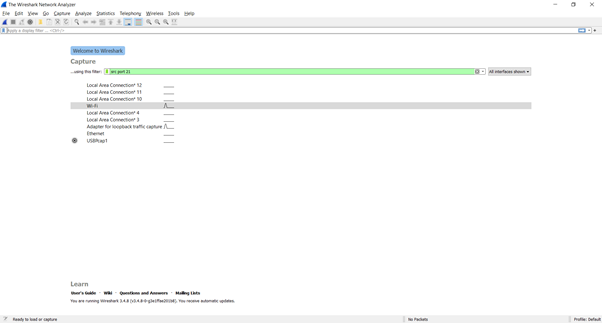 The Wireshark Network Analyzer
File Edit View Go Capture Analyze Statistics Telephony Wireless Tools Help
Apply a display filter ... <Ctrl-/>
Welcome to Wireshark
Capture
...using this filter: src port 21 All interfaces shown
Local Area Connection* 12
Local Area Connection* 11
Local Area Connection* 10
Wi-Fi
Local Area Connection* 4
Local Area Connection* 3
Adapter for loopback traffic capture
Ethernet
USBPcap1
Learn
User's Guide · Wiki · Questions and Answers · Mailing Lists
You are running Wireshark 3.4.8 (v3.4.8-0-g3e1ffae201b8). You receive automatic updates.
Ready to load or capture No Packets Profile: Default